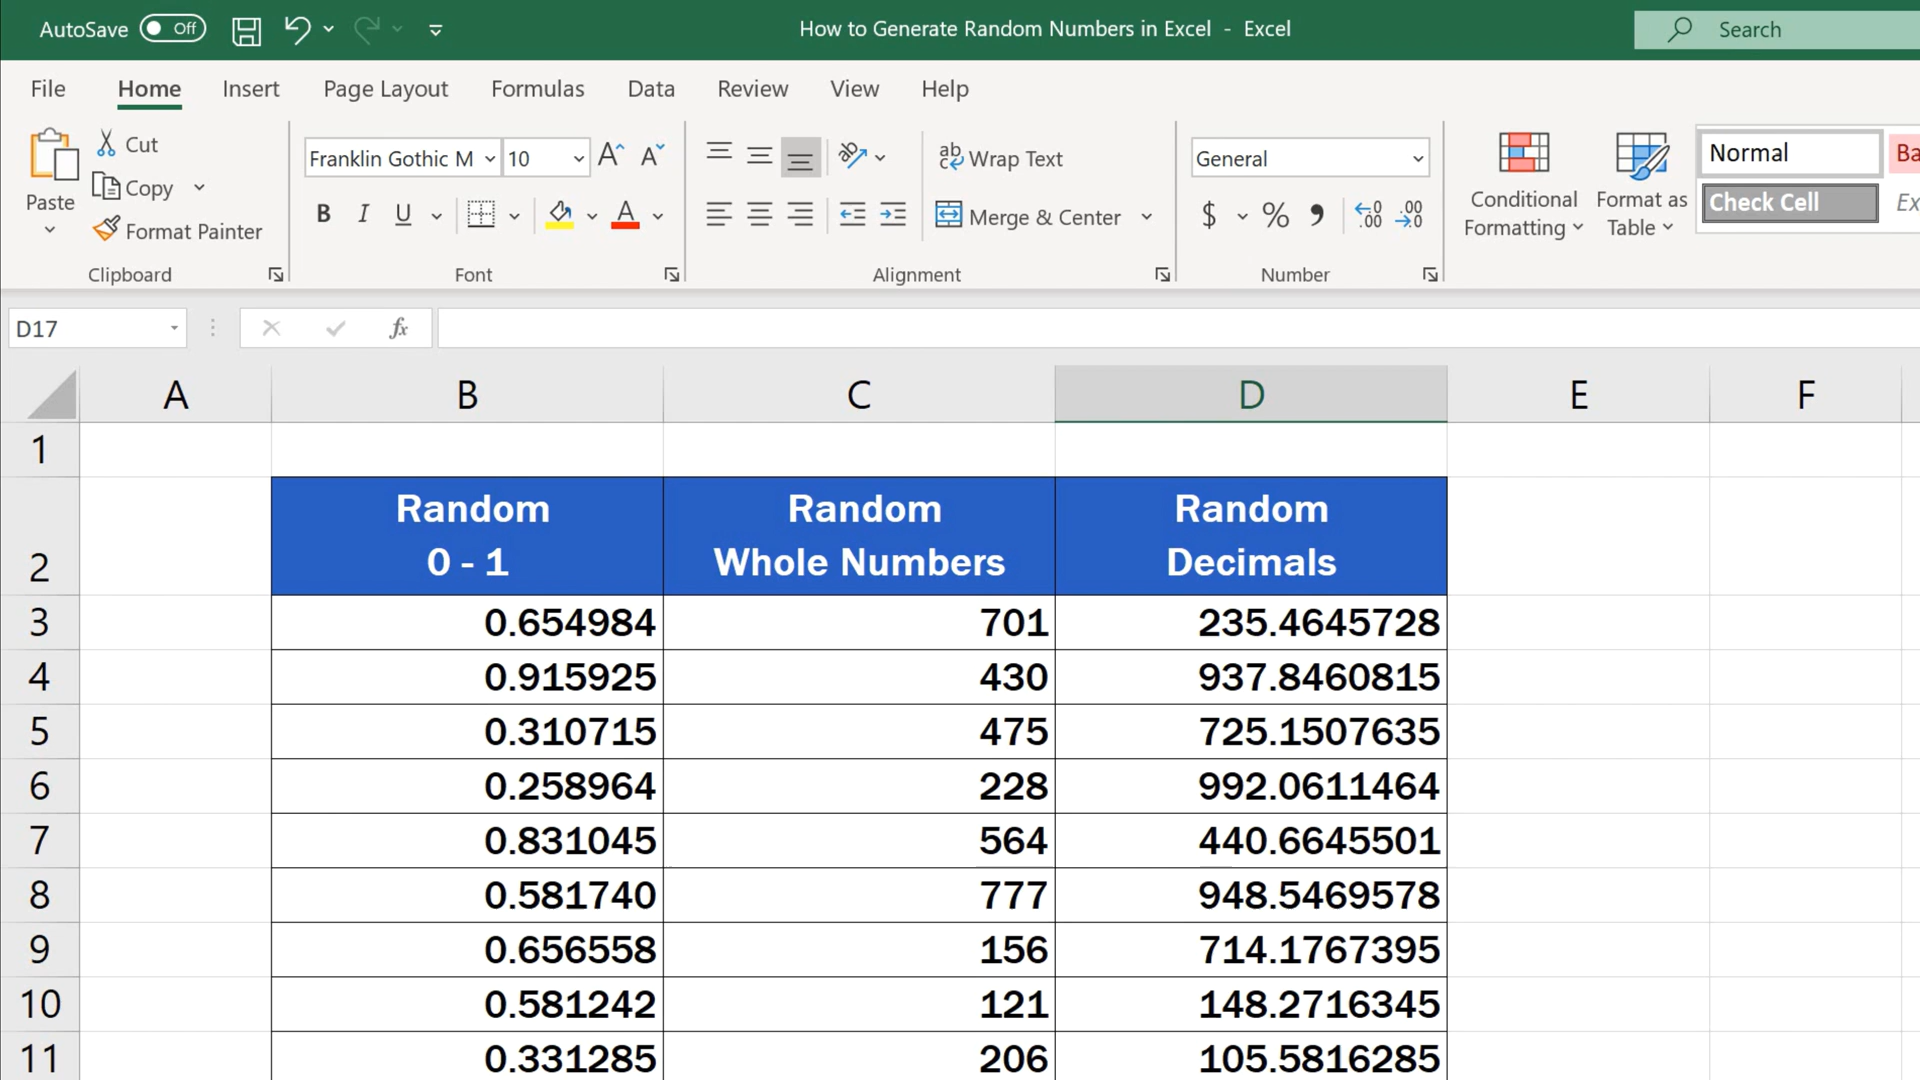 AutoSave Off
How to Generate Random Numbers in Excel - Excel
Search
File Home Insert Page Layout Formulas Data Review View Help
Paste
Cut
Copy
Format Painter
Clipboard
Franklin Gothic M 10
A A
B I U A
Font
ab Wrap Text
Merge & Center
Alignment
General
$ % , .00 .00
Number
Conditional
Formatting
Format as
Table
Normal
Check Cell
D17
fx
A B C D E F
1
2 Random Random Random
0 - 1 Whole Numbers Decimals
3 0.654984 701 235.4645728
4 0.915925 430 937.8460815
5 0.310715 475 725.1507635
6 0.258964 228 992.0611464
7 0.831045 564 440.6645501
8 0.581740 777 948.5469578
9 0.656558 156 714.1767395
10 0.581242 121 148.2716345
11 0.331285 206 105.5816285